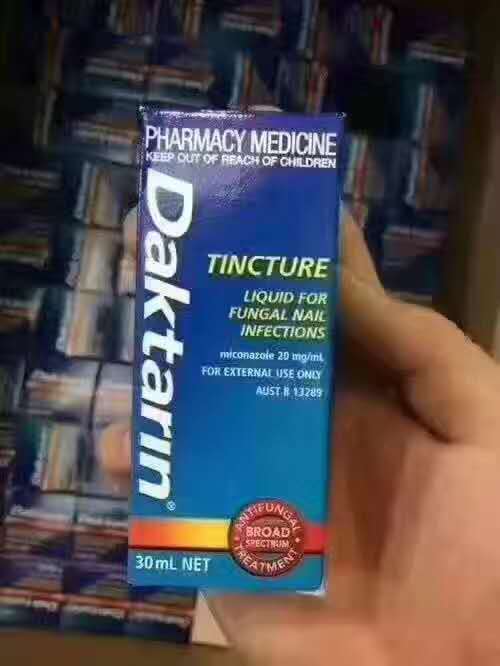 PHARMACY MEDICINE
KEEP OUT OF REACH OF CHILDREN
Daktarin®
TINCTURE
LIQUID FOR
FUNGAL NAIL
INFECTIONS
miconazole 20 mg/mL
FOR EXTERNAL USE ONLY
AUST R 13289
ANTIFUNGAL
BROAD
SPECTRUM
TREATMENT
30mL NET